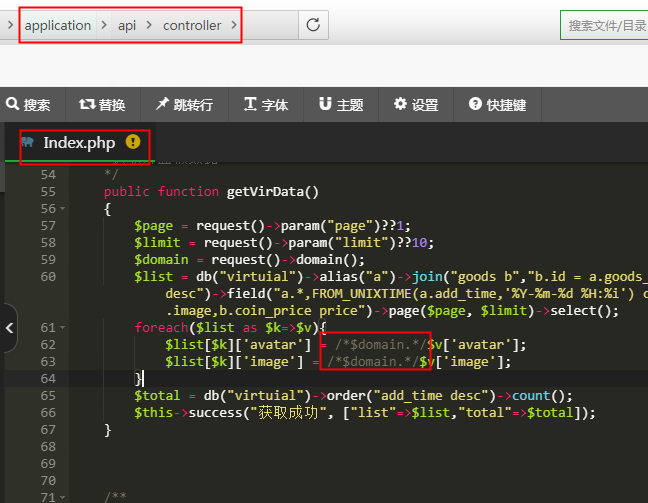 application api controller 搜索文件/目录
搜索 替换 跳转行 字体 主题 设置 快捷键
Index.php
54 */
55 public function getVirData()
56 {
57 $page = request()->param("page")??1;
58 $limit = request()->param("limit")??10;
59 $domain = request()->domain();
60 $list = db("virtuial")->alias("a")->join("goods b","b.id = a.goods_
desc")->field("a.*,FROM_UNIXTIME(a.add_time,'%Y-%m-%d %H:%i') c
.image,b.coin_price price")->page($page, $limit)->select();
61 foreach($list as $k=>$v){
62 $list[$k]['avatar'] = /*$domain.*/$v['avatar'];
63 $list[$k]['image'] = /*$domain.*/$v['image'];
64 }
65 $total = db("virtuial")->order("add_time desc")->count();
66 $this->success("获取成功", ["list"=>$list,"total"=>$total]);
67 }
68
69
70
71 /**